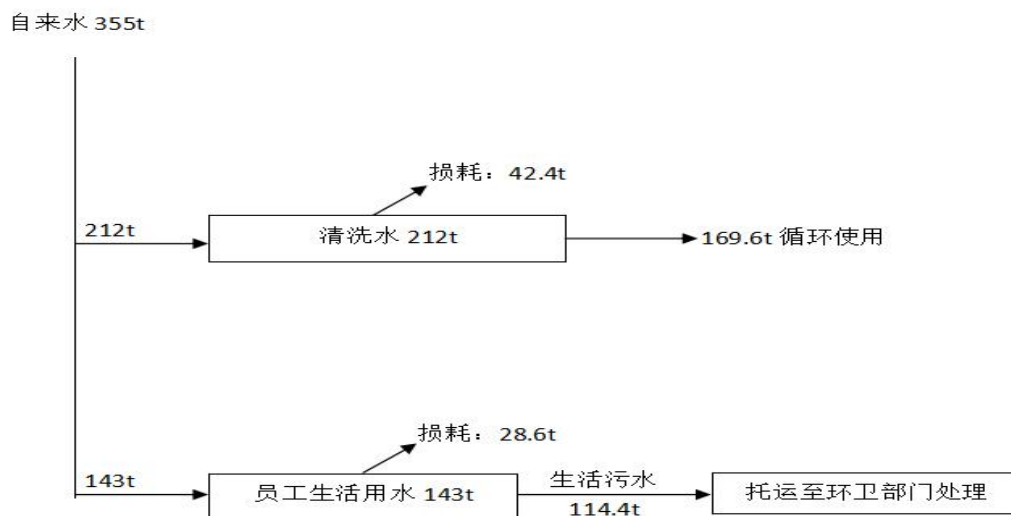 自来水 355t
损耗：42.4t
212t
清洗水 212t
169.6t 循环使用
损耗：28.6t
143t
员工生活用水 143t
生活污水
114.4t
托运至环卫部门处理